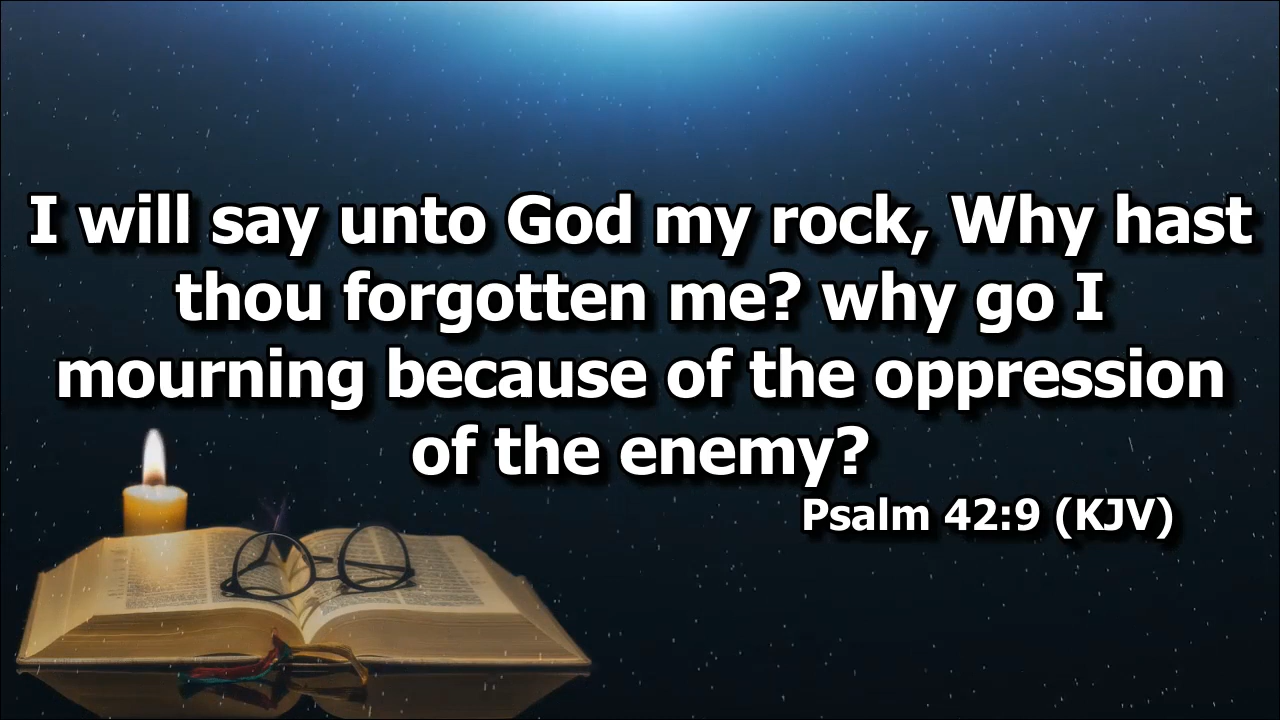 I will say unto God my rock, Why hast
thou forgotten me? why go I
mourning because of the oppression
of the enemy?
Psalm 42:9 (KJV)